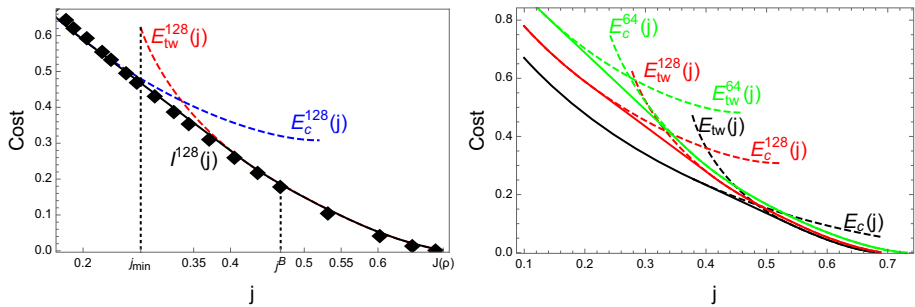 0.6
0.5
0.4
0.3
0.2
0.1
0.0
Cost
E_tw^128(j)
E_c^128(j)
I^128(j)
0.2
j_min
0.35
0.4
j^B
0.5
0.55
0.6
J(ρ)
j
0.8
0.6
0.4
0.2
0.0
Cost
E_c^64(j)
E_tw^128(j)
E_tw^64(j)
E_tw(j)
E_c^128(j)
E_c(j)
0.1
0.2
0.3
0.4
0.5
0.6
0.7
j